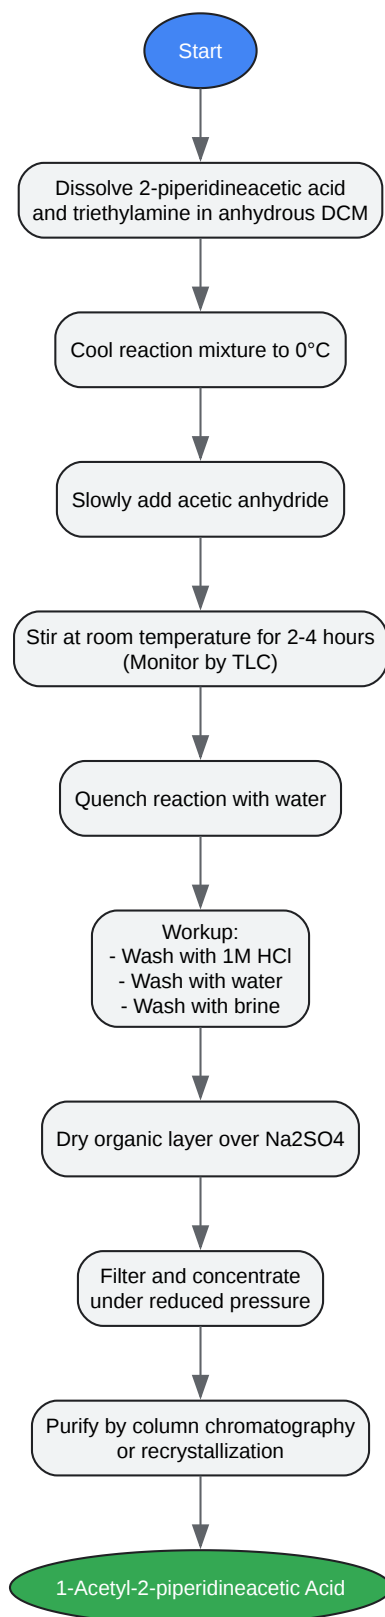 Start
Dissolve 2-piperidineacetic acid
and triethylamine in anhydrous DCM
Cool reaction mixture to 0°C
Slowly add acetic anhydride
Stir at room temperature for 2-4 hours
(Monitor by TLC)
Quench reaction with water
Workup:
- Wash with 1M HCl
- Wash with water
- Wash with brine
Dry organic layer over Na2SO4
Filter and concentrate
under reduced pressure
Purify by column chromatography
or recrystallization
1-Acetyl-2-piperidineacetic Acid